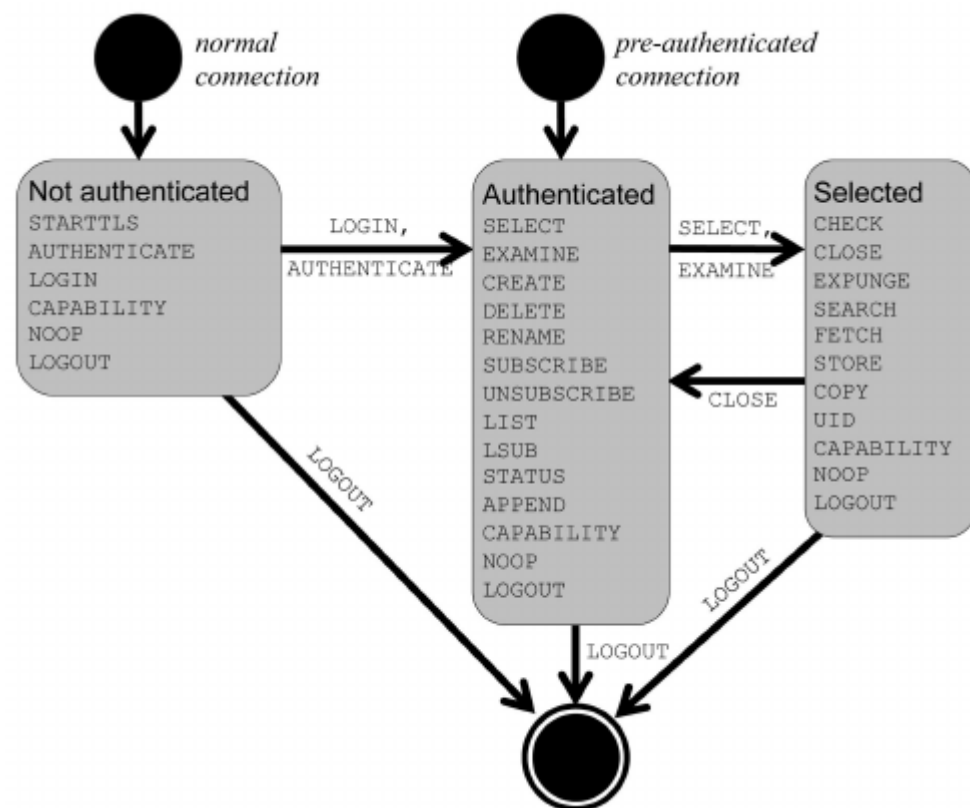 normal
connection
pre-authenticated
connection
Not authenticated
STARTTLS
AUTHENTICATE
LOGIN
CAPABILITY
NOOP
LOGOUT
LOGIN,
AUTHENTICATE
Authenticated
SELECT
EXAMINE
CREATE
DELETE
RENAME
SUBSCRIBE
UNSUBSCRIBE
LIST
LSUB
STATUS
APPEND
CAPABILITY
NOOP
LOGOUT
SELECT,
EXAMINE
CLOSE
Selected
CHECK
CLOSE
EXPUNGE
SEARCH
FETCH
STORE
COPY
UID
CAPABILITY
NOOP
LOGOUT
LOGOUT
LOGOUT
LOGOUT